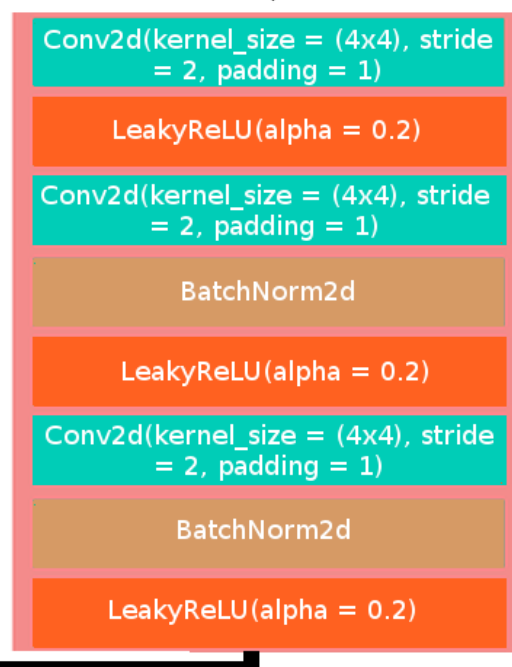 Conv2d(kernel_size = (4x4), stride
= 2, padding = 1)
LeakyReLU(alpha = 0.2)
Conv2d(kernel_size = (4x4), stride
= 2, padding = 1)
BatchNorm2d
LeakyReLU(alpha = 0.2)
Conv2d(kernel_size = (4x4), stride
= 2, padding = 1)
BatchNorm2d
LeakyReLU(alpha = 0.2)